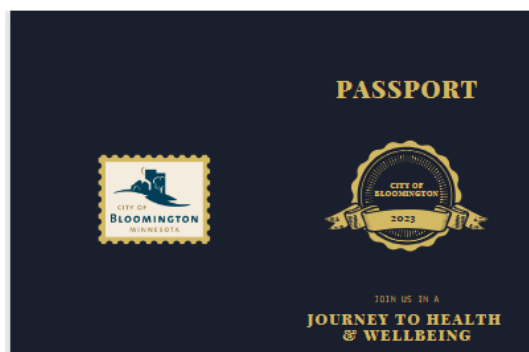 CITY OF
BLOOMINGTON
MINNESOTA
PASSPORT
CITY OF
BLOOMINGTON
2023
JOIN US IN A
JOURNEY TO HEALTH
& WELLBEING